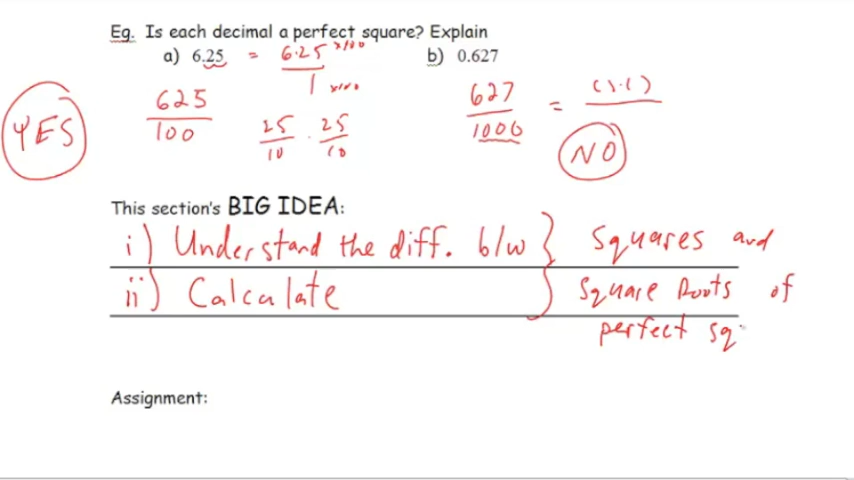 Eg. Is each decimal a perfect square? Explain
a) 6.25 = 6.25 x100 / 1 x100
b) 0.627
625/100
25/10 · 25/10
YES
627/1000 = ( )·( )
NO
This section's BIG IDEA:
i) Understand the diff. b/w } Squares and
ii) Calculate } Square Roots of
perfect sq
Assignment: